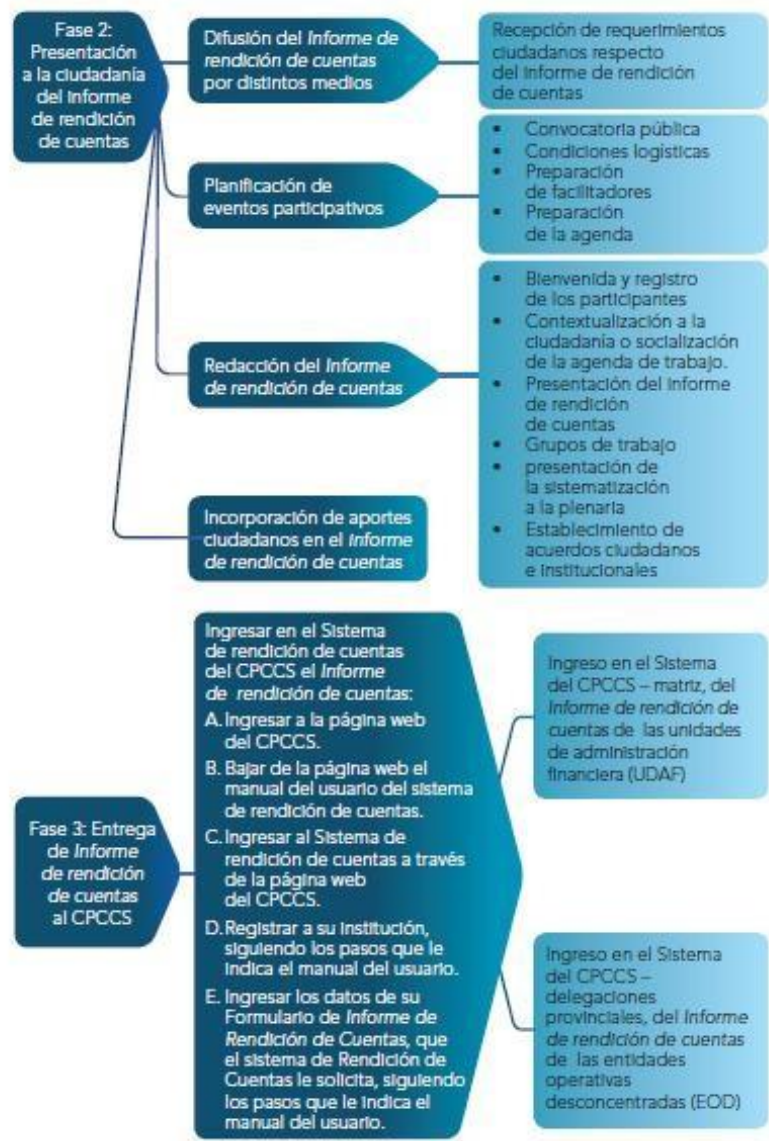 Fase 2:
Presentación
a la ciudadanía
del informe
de rendición
de cuentas
Difusión del Informe de
rendición de cuentas
por distintos medios
Recepción de requerimientos
ciudadanos respecto
del informe de rendición
de cuentas
Planificación de
eventos participativos
• Convocatoria pública
• Condiciones logísticas
• Preparación
de facilitadores
• Preparación
de la agenda
Redacción del Informe
de rendición de cuentas
• Bienvenida y registro
de los participantes
• Contextualización a la
ciudadanía o socialización
de la agenda de trabajo.
• Presentación del informe
de rendición
de cuentas
• Grupos de trabajo
• presentación de
la sistematización
a la plenaria
• Establecimiento de
acuerdos ciudadanos
e institucionales
Incorporación de aportes
ciudadanos en el Informe
de rendición de cuentas
Fase 3: Entrega
de Informe
de rendición
de cuentas
al CPCCS
Ingresar en el Sistema
de rendición de cuentas
del CPCCS el Informe
de rendición de cuentas:
A. Ingresar a la página web
del CPCCS.
B. Bajar de la página web el
manual del usuario del sistema
de rendición de cuentas.
C. Ingresar al Sistema de
rendición de cuentas a través
de la página web
del CPCCS.
D. Registrar a su institución,
siguiendo los pasos que le
indica el manual del usuario.
E. Ingresar los datos de su
Formulario de Informe de
Rendición de Cuentas, que
el sistema de Rendición de
Cuentas le solicita, siguiendo
los pasos que le indica el
manual del usuario.
Ingreso en el Sistema
del CPCCS – matriz, del
Informe de rendición de
cuentas de las unidades
de administración
financiera (UDAF)
Ingreso en el Sistema
del CPCCS –
delegaciones
provinciales, del Informe
de rendición de cuentas
de las entidades
operativas
desconcentradas (EOD)